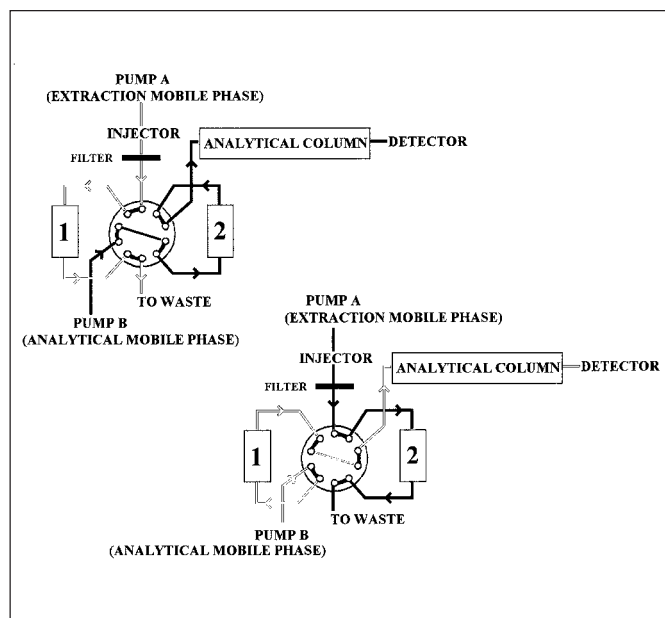 PUMP A
(EXTRACTION MOBILE PHASE)
INJECTOR
FILTER
ANALYTICAL COLUMN
DETECTOR
1
2
TO WASTE
PUMP B
(ANALYTICAL MOBILE PHASE)
PUMP A
(EXTRACTION MOBILE PHASE)
INJECTOR
FILTER
ANALYTICAL COLUMN
DETECTOR
1
2
TO WASTE
PUMP B
(ANALYTICAL MOBILE PHASE)